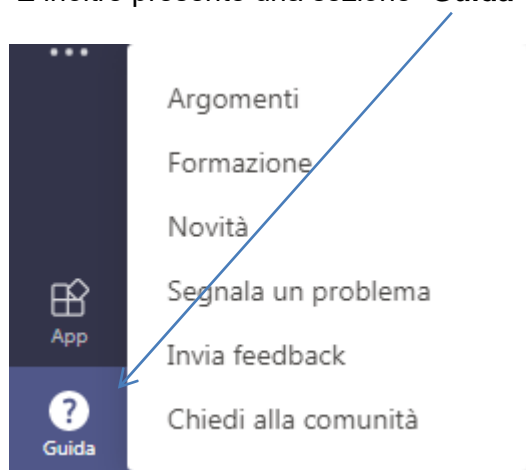 È inoltre presente una sezione "Guida"
Argomenti
Formazione
Novità
Segnala un problema
App
Invia feedback
Chiedi alla comunità
Guida